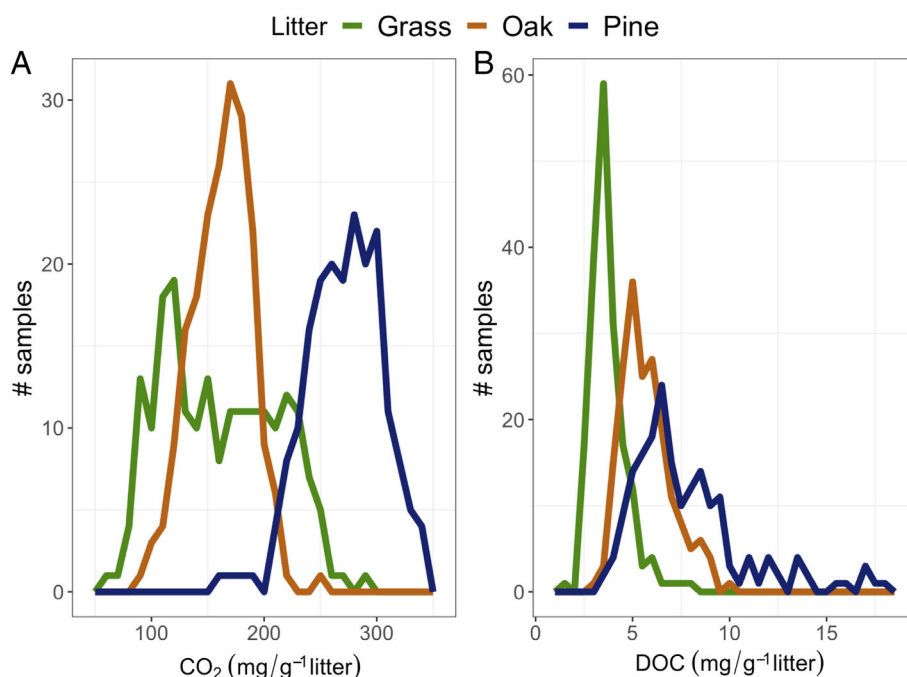 Litter Grass Oak Pine
A
B
# samples
30
20
10
0
100 200 300
CO₂ (mg/g⁻¹litter)
# samples
60
40
20
0
0 5 10 15
DOC (mg/g⁻¹litter)